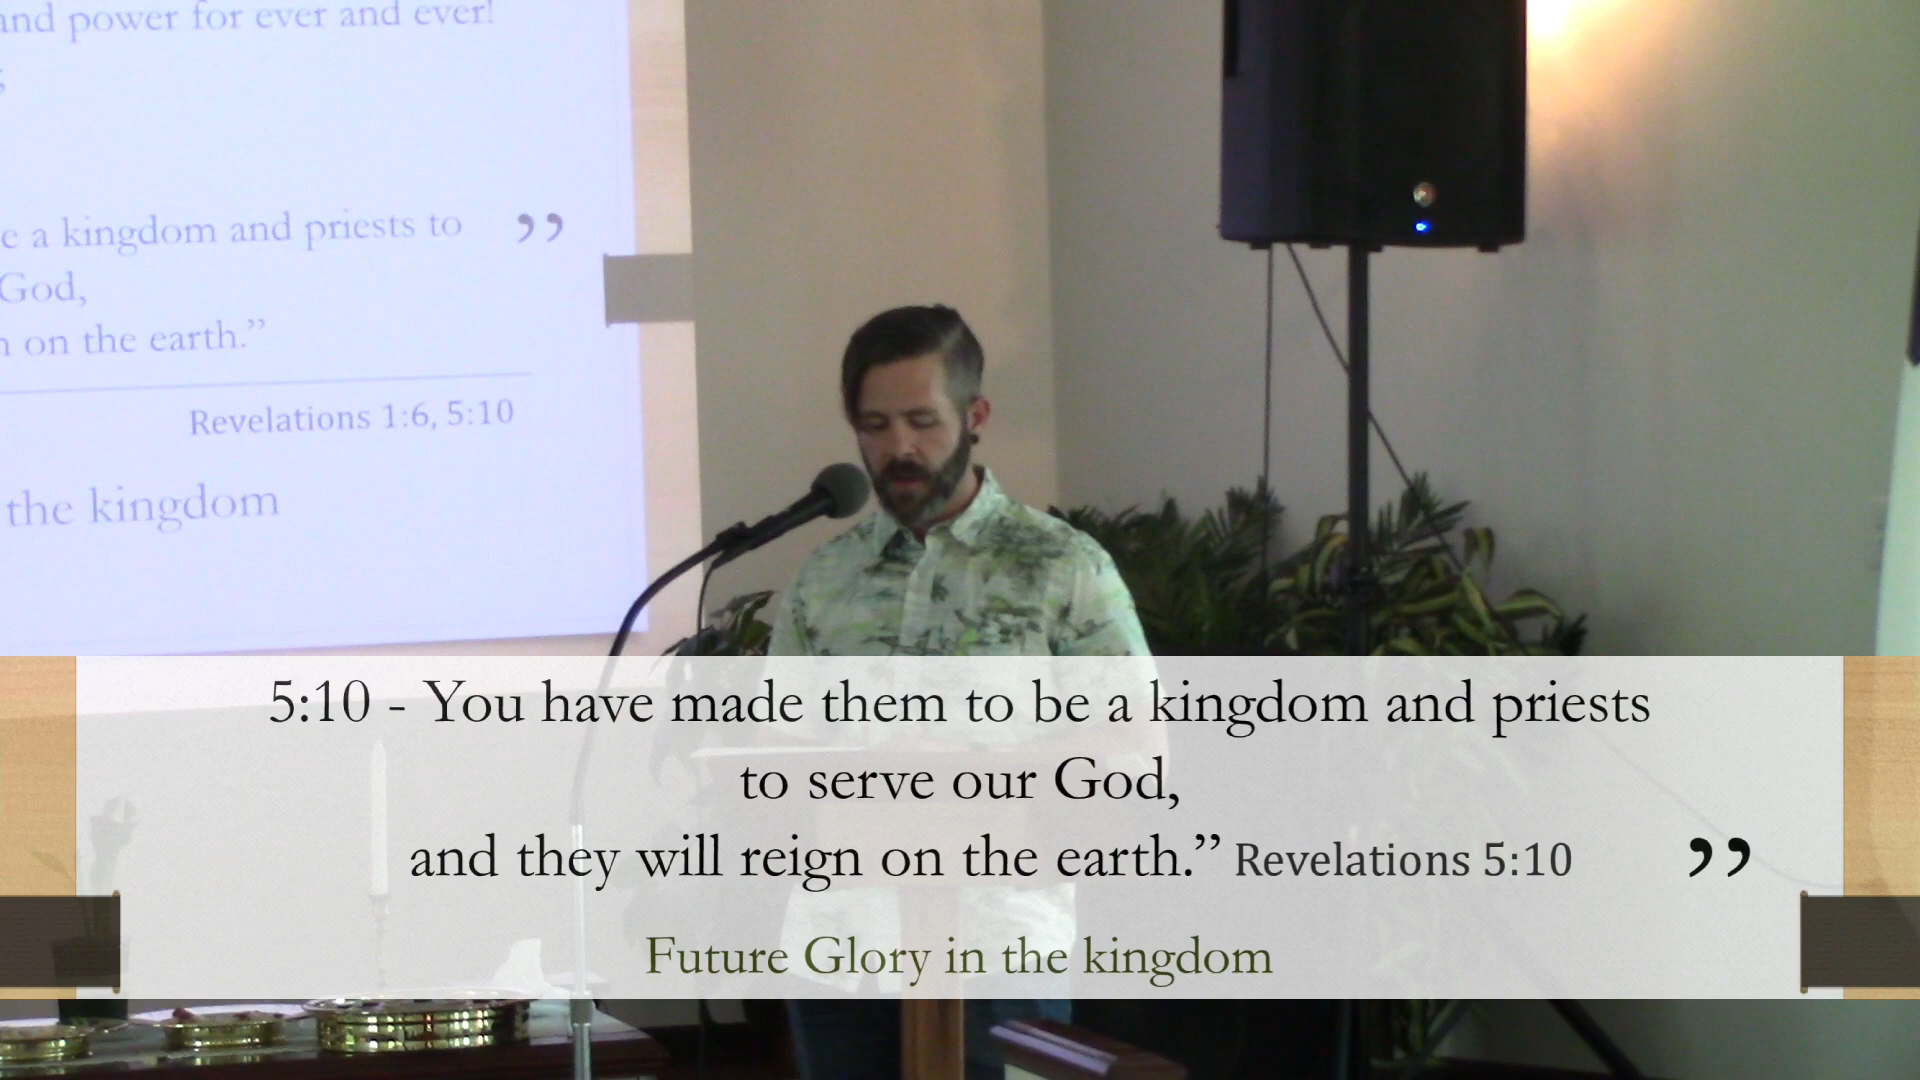 and power for ever and ever!
e a kingdom and priests to ”
God,
on the earth.”
Revelations 1:6, 5:10
the kingdom
5:10 - You have made them to be a kingdom and priests
to serve our God,
and they will reign on the earth.” Revelations 5:10 ”
Future Glory in the kingdom